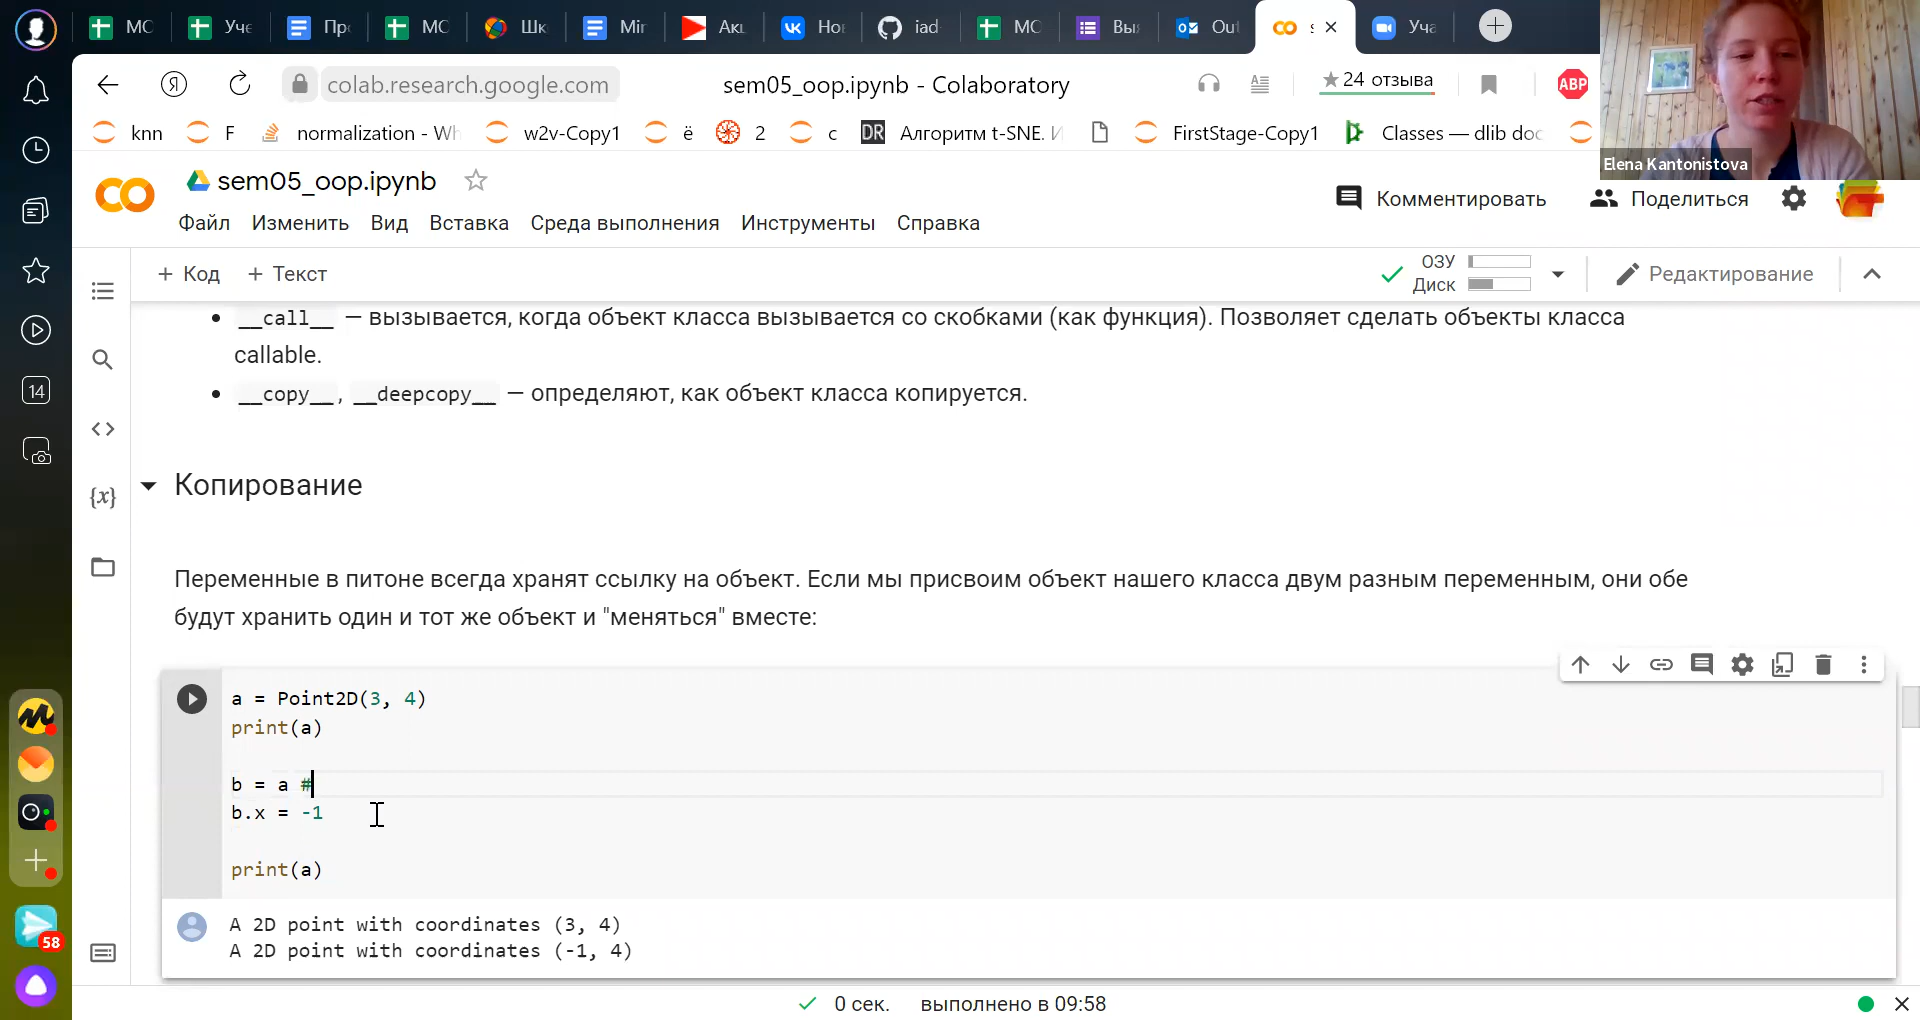 МС
Уче
Пр
МС
Шк
Mir
Акц
Но
iad-
МС
Выя
Out
Уча
colab.research.google.com
sem05_oop.ipynb - Colaboratory
★24 отзыва
ABP
knn
F
normalization - Wh
w2v-Copy1
ё
2
c
DR
Алгоритм t-SNE. И
FirstStage-Copy1
Classes — dlib doc
Elena Kantonistova
sem05_oop.ipynb
Комментировать
Поделиться
Файл Изменить Вид Вставка Среда выполнения Инструменты Справка
+ Код + Текст
ОЗУ
Диск
Редактирование
• __call__ — вызывается, когда объект класса вызывается со скобками (как функция). Позволяет сделать объекты класса
callable.
• __copy__, __deepcopy__ — определяют, как объект класса копируется.
Копирование
Переменные в питоне всегда хранят ссылку на объект. Если мы присвоим объект нашего класса двум разным переменным, они обе
будут хранить один и тот же объект и "меняться" вместе:
a = Point2D(3, 4)
print(a)
b = a #
b.x = -1
print(a)
A 2D point with coordinates (3, 4)
A 2D point with coordinates (-1, 4)
0 сек. выполнено в 09:58
14
58